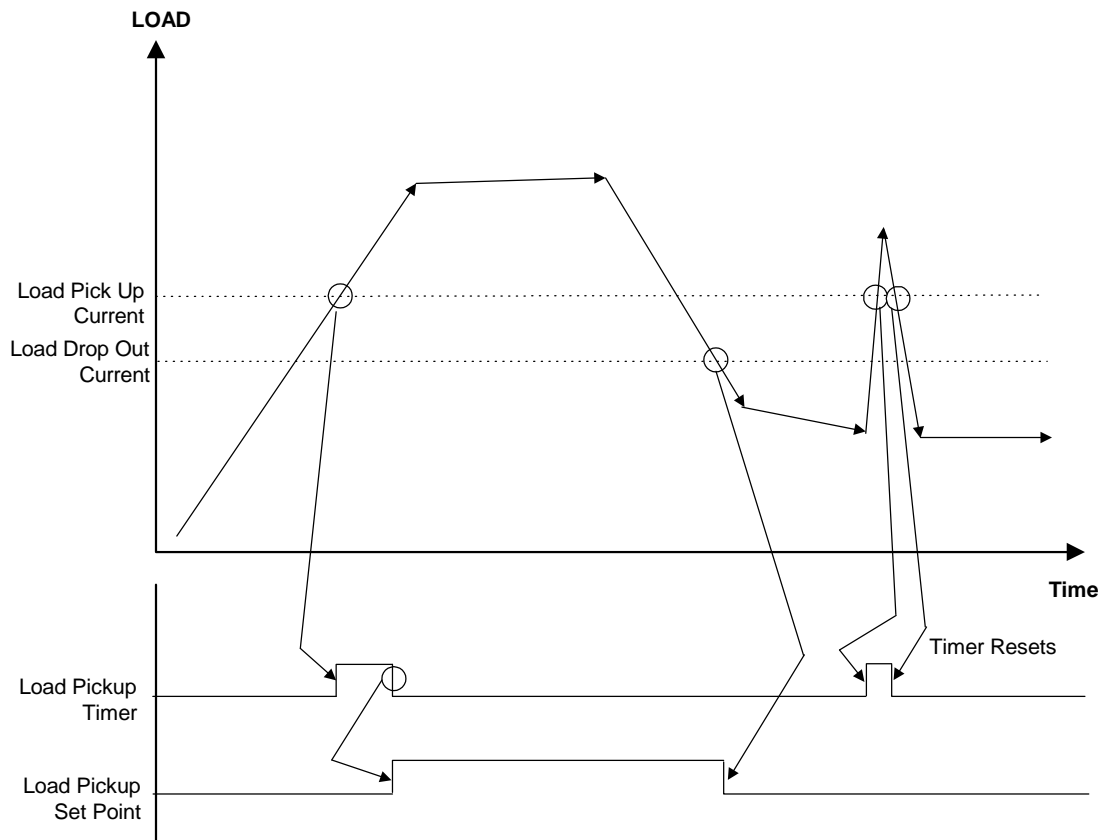 LOAD
Load Pick Up
Current
Load Drop Out
Current
Time
Timer Resets
Load Pickup
Timer
Load Pickup
Set Point